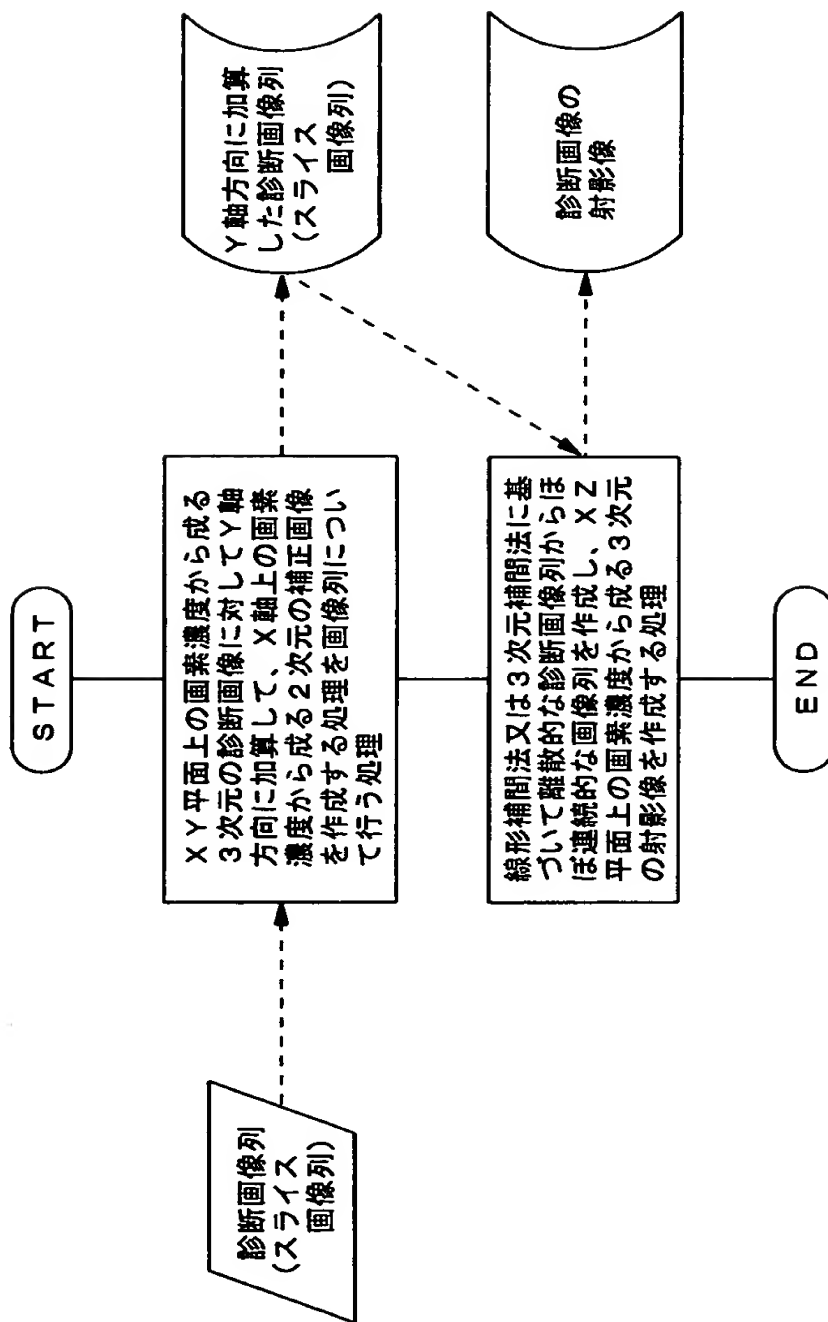 START
診断画像列
(スライス
画像列)
XY平面上の画素濃度から成る
3次元の診断画像に対してY軸
方向に加算して、X軸上の画素
濃度から成る2次元の補正画像
を作成する処理を画像列につい
て行う処理
Y軸方向に加算
した診断画像列
(スライス
画像列)
線形補間法又は3次元補間法に基
づいて離散的な診断画像列からほ
ぼ連続的な画像列を作成し、XZ
平面上の画素濃度から成る3次元
の射影像を作成する処理
診断画像の
射影像
END